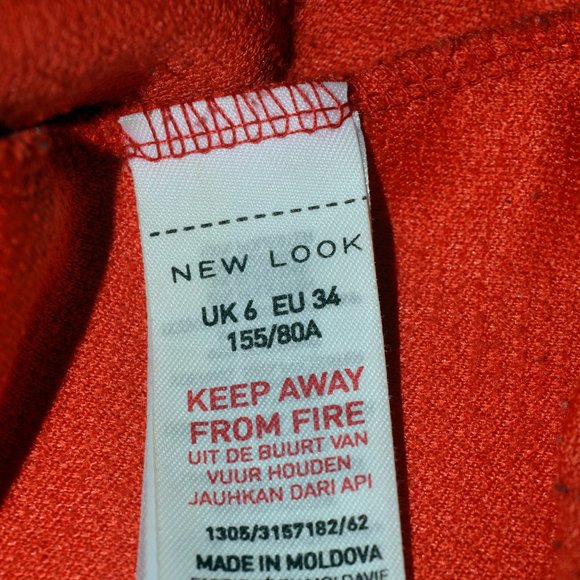 NEW LOOK
UK 6 EU 34
155/80A
KEEP AWAY
FROM FIRE
UIT DE BUURT VAN
VUUR HOUDEN
JAUHKAN DARI API
1305/3157182/62
MADE IN MOLDOVA